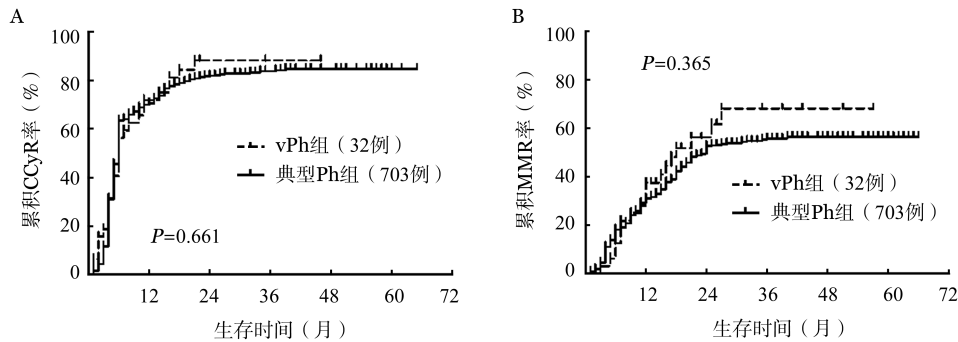 A
累积CCyR率（%）
100
80
60
40
20
0
vPh组（32例）
典型Ph组（703例）
P=0.661
12 24 36 48 60 72
生存时间（月）
B
累积MMR率（%）
100
80
60
40
20
0
P=0.365
vPh组（32例）
典型Ph组（703例）
12 24 36 48 60 72
生存时间（月）